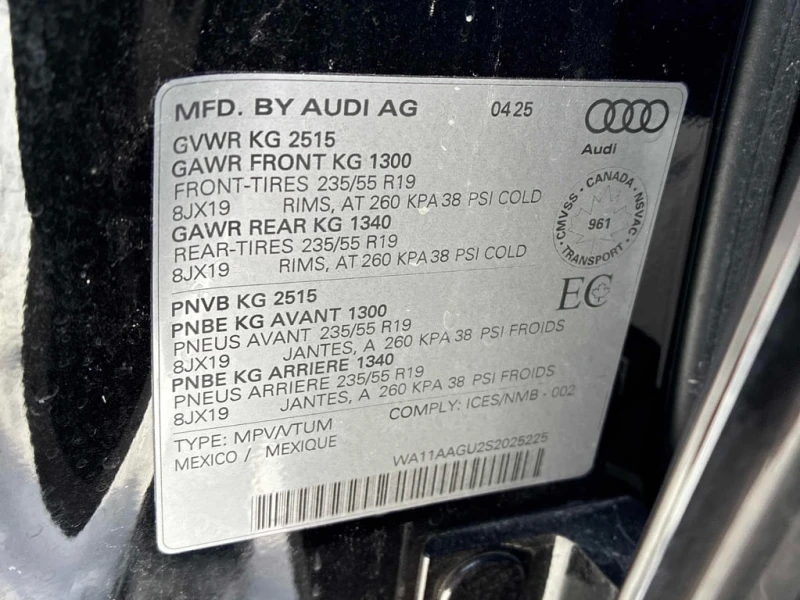 MFD. BY AUDI AG 0425
Audi
GVWR KG 2515
GAWR FRONT KG 1300
FRONT-TIRES 235/55 R19
8JX19 RIMS, AT 260 KPA 38 PSI COLD
GAWR REAR KG 1340
REAR-TIRES 235/55 R19
8JX19 RIMS, AT 260 KPA 38 PSI COLD
CMVSS · CANADA · NSVAC · TRANSPORT ·
961
EC
PNVB KG 2515
PNBE KG AVANT 1300
PNEUS AVANT 235/55 R19
8JX19 JANTES, A 260 KPA 38 PSI FROIDS
PNBE KG ARRIERE 1340
PNEUS ARRIERE 235/55 R19
8JX19 JANTES, A 260 KPA 38 PSI FROIDS
COMPLY: ICES/NMB - 002
TYPE: MPV/VTUM
MEXICO / MEXIQUE
WA11AAGU2S2025225